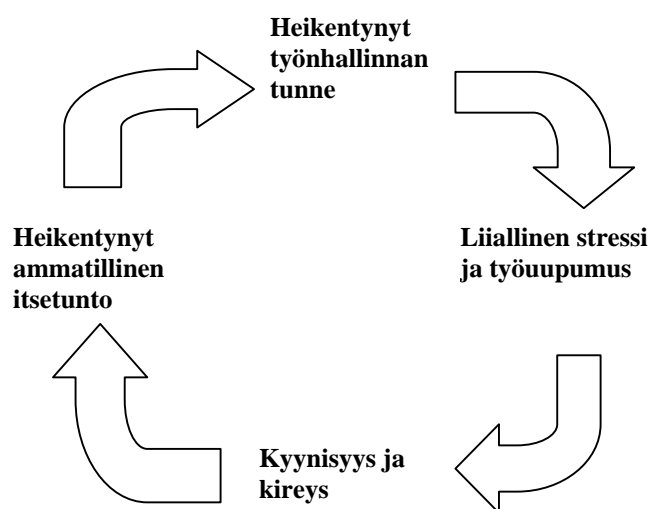 Heikentynyt
työnhallinnan
tunne
Liiallinen stressi
ja työuupumus
Kyynisyys ja
kireys
Heikentynyt
ammatillinen
itsetunto